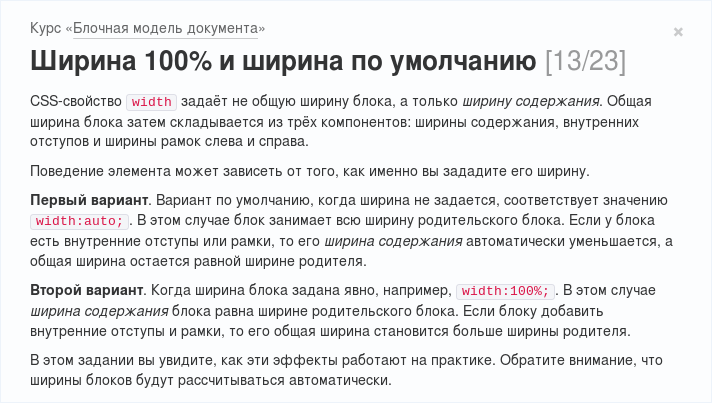 Курс «Блочная модель документа»
×
Ширина 100% и ширина по умолчанию [13/23]
CSS-свойство width задаёт не общую ширину блока, а только ширину содержания. Общая
ширина блока затем складывается из трёх компонентов: ширины содержания, внутренних
отступов и ширины рамок слева и справа.
Поведение элемента может зависеть от того, как именно вы зададите его ширину.
Первый вариант. Вариант по умолчанию, когда ширина не задается, соответствует значению
width:auto;. В этом случае блок занимает всю ширину родительского блока. Если у блока
есть внутренние отступы или рамки, то его ширина содержания автоматически уменьшается, а
общая ширина остается равной ширине родителя.
Второй вариант. Когда ширина блока задана явно, например, width:100%;. В этом случае
ширина содержания блока равна ширине родительского блока. Если блоку добавить
внутренние отступы и рамки, то его общая ширина становится больше ширины родителя.
В этом задании вы увидите, как эти эффекты работают на практике. Обратите внимание, что
ширины блоков будут рассчитываться автоматически.